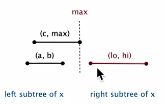 max
(c, max)
(a, b)
(lo, hi)
left subtree of x
right subtree of x